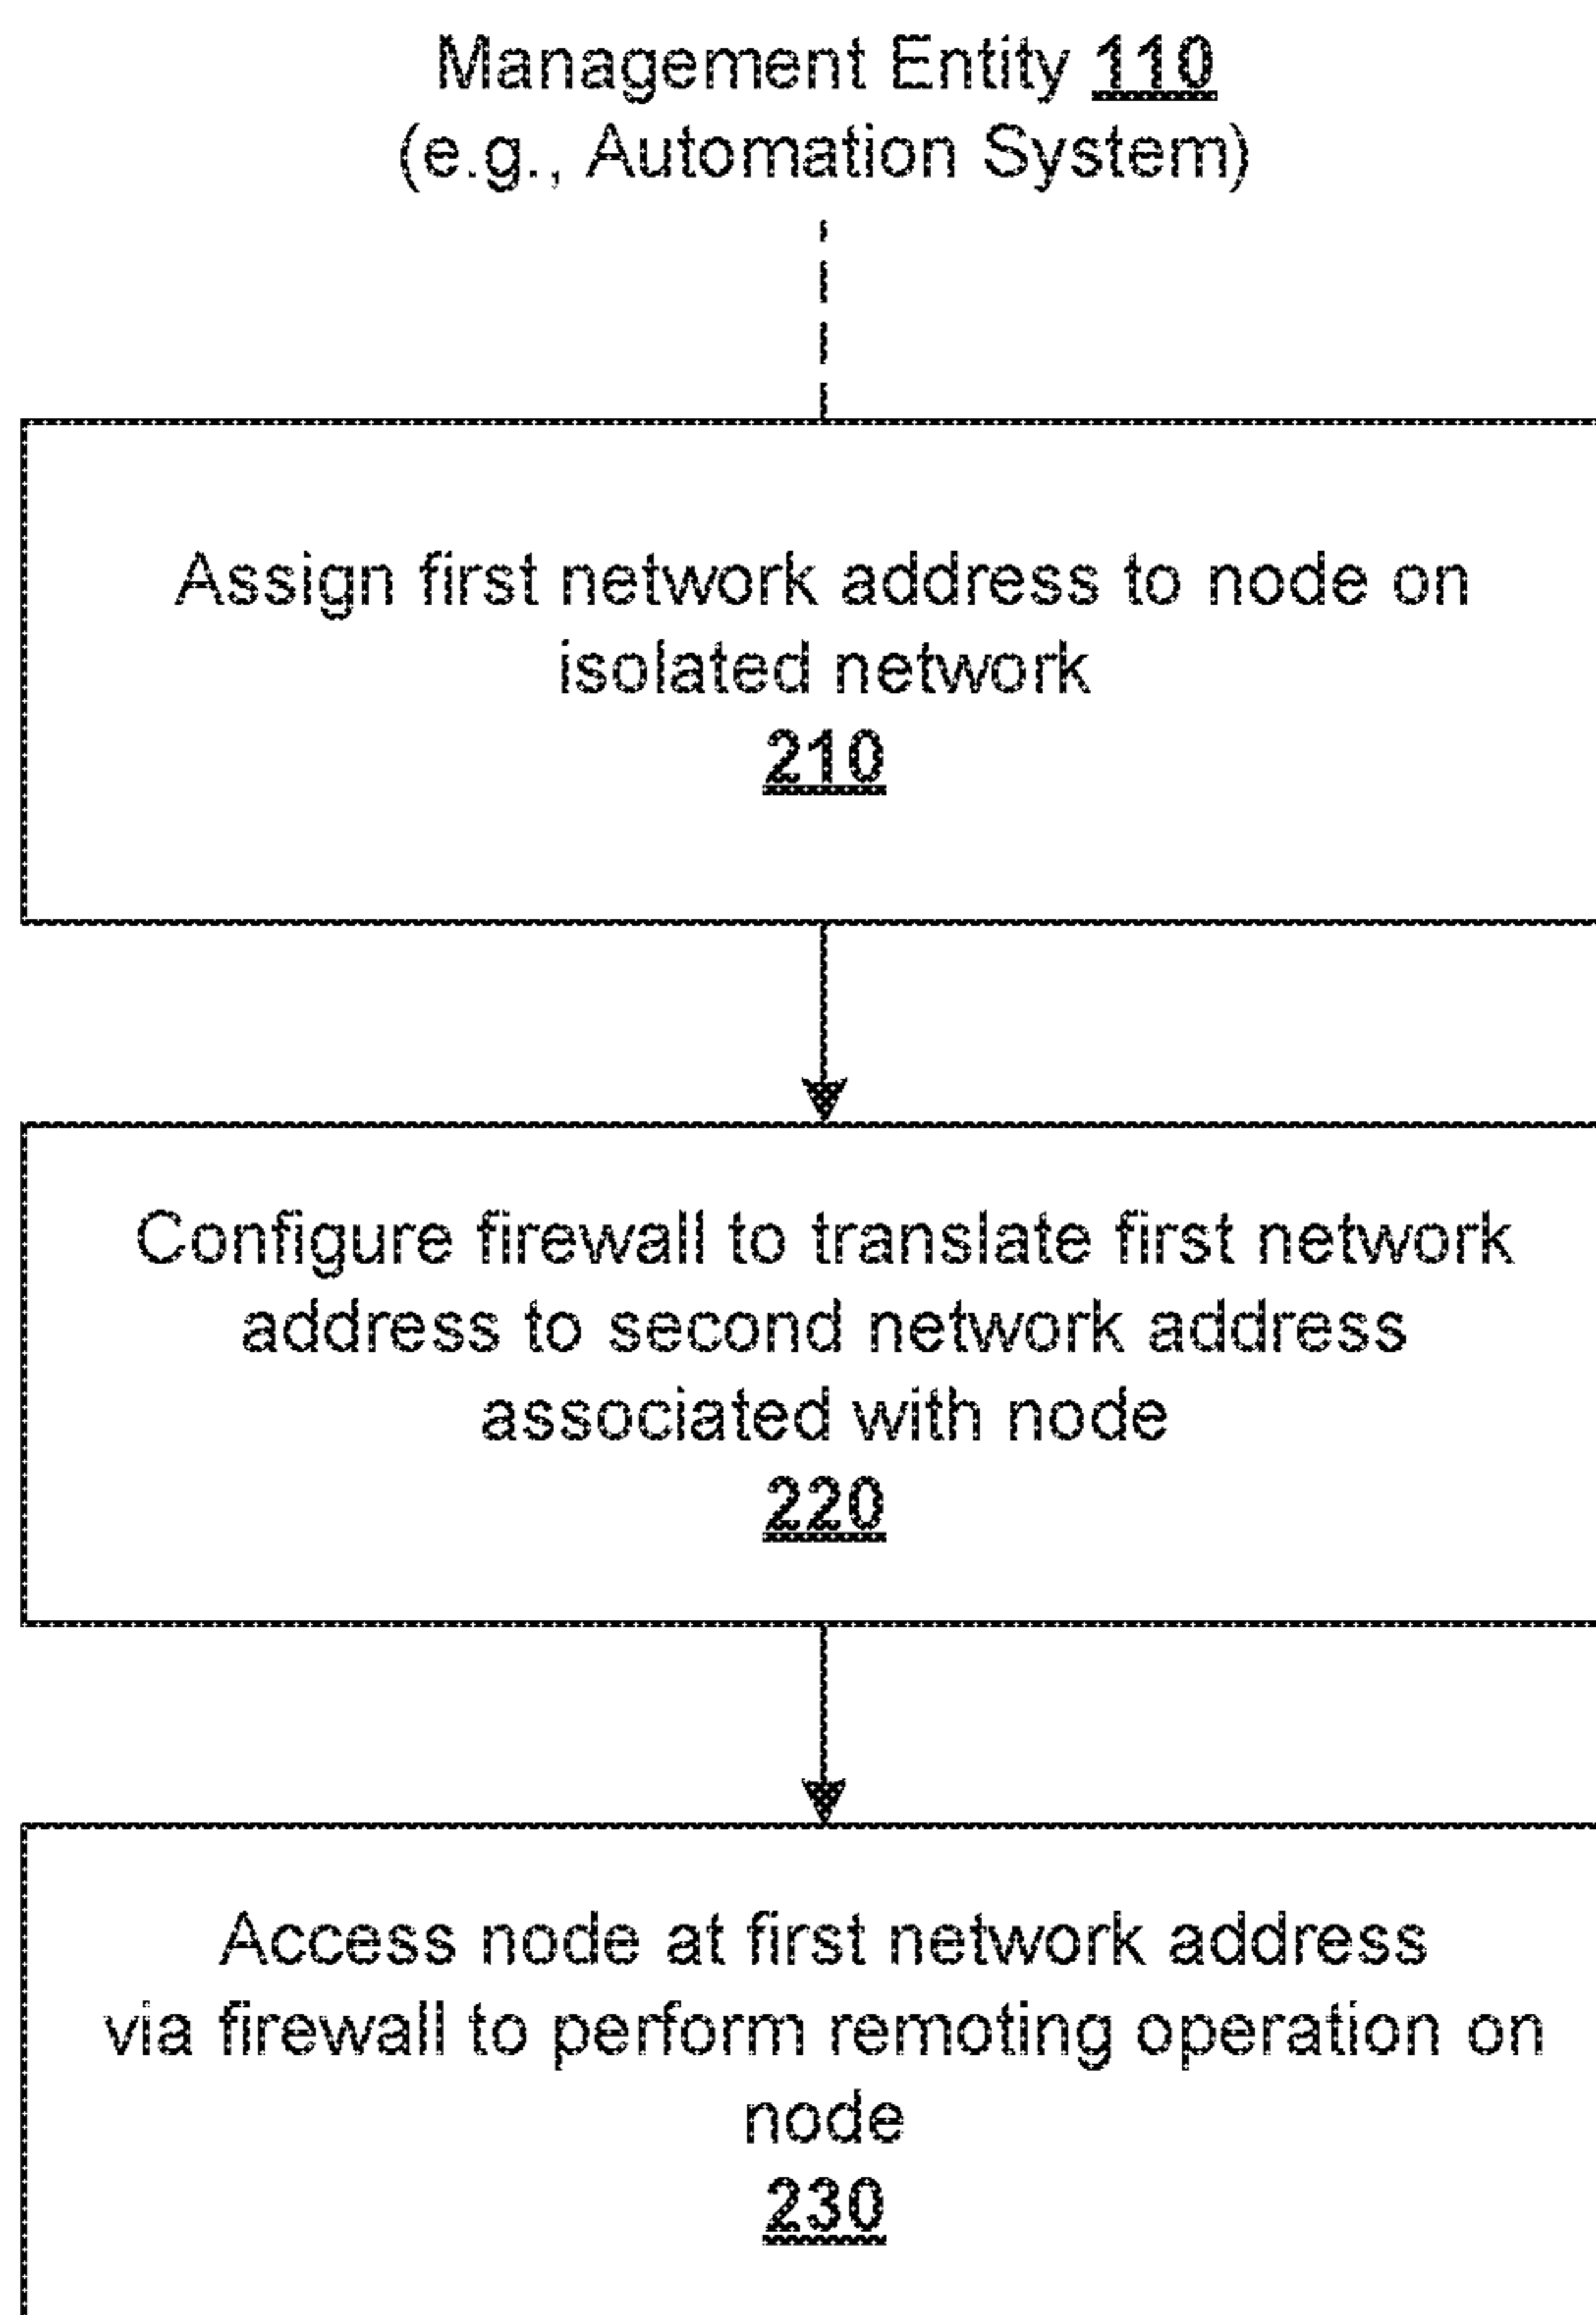 Management Entity 110
(e.g., Automation System)
Assign first network address to node on
isolated network
210
Configure firewall to translate first network
address to second network address
associated with node
220
Access node at first network address
via firewall to perform remoting operation on
node
230